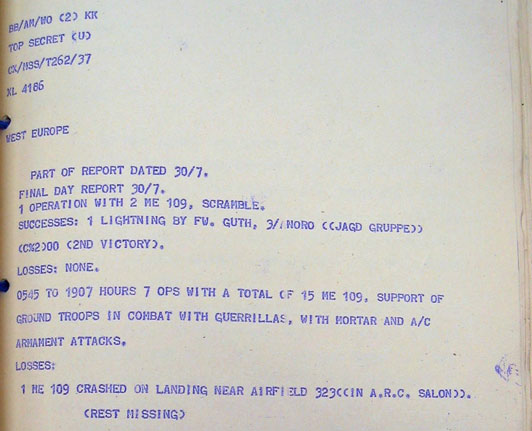 BB/AM/WO (2) KK
TOP SECRET (U)
CX/MSS/T262/37
XL 4186
WEST EUROPE
PART OF REPORT DATED 30/7.
FINAL DAY REPORT 30/7.
1 OPERATION WITH 2 ME 109, SCRAMBLE.
SUCCESSES: 1 LIGHTNING BY FW. GUTH, 3/NORD ((JAGD GRUPPE))
(C%2)00 (2ND VICTORY).
LOSSES: NONE.
0545 TO 1907 HOURS 7 OPS WITH A TOTAL OF 15 ME 109, SUPPORT OF
GROUND TROOPS IN COMBAT WITH GUERRILLAS, WITH MORTAR AND A/C
ARMAMENT ATTACKS.
LOSSES:
1 ME 109 CRASHED ON LANDING NEAR AIRFIELD 323((IN A.R.C. SALON)).
(REST MISSING)